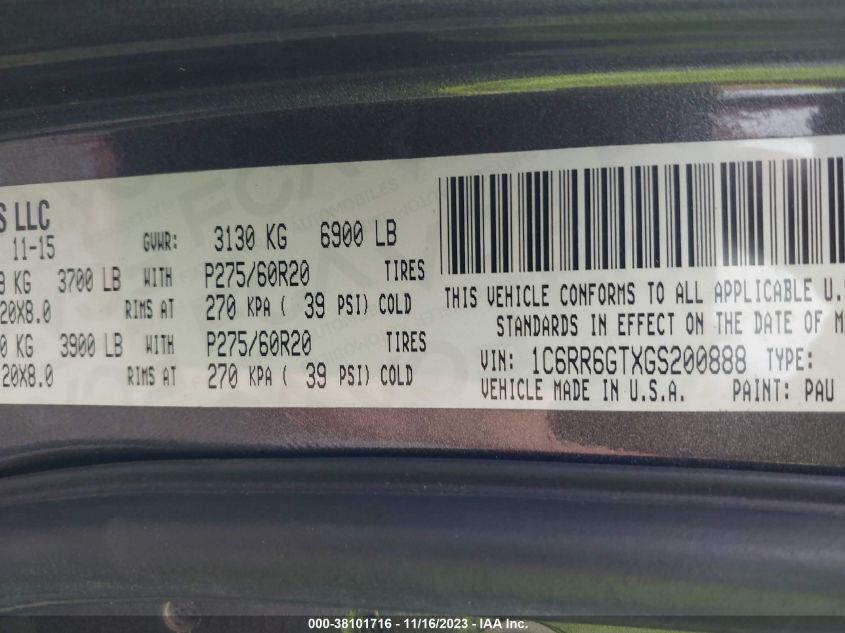 S LLC
11-15 GVWR: 3130 KG 6900 LB
KG 3700 LB WITH P275/60R20 TIRES
20X8.0 RIMS AT 270 KPA ( 39 PSI) COLD
0 KG 3900 LB WITH P275/60R20 TIRES
20X8.0 RIMS AT 270 KPA ( 39 PSI) COLD
THIS VEHICLE CONFORMS TO ALL APPLICABLE U.S
STANDARDS IN EFFECT ON THE DATE OF M
VIN: 1C6RR6GTXGS200888 TYPE:
VEHICLE MADE IN U.S.A. PAINT: PAU
000-38101716 - 11/16/2023 - IAA Inc.